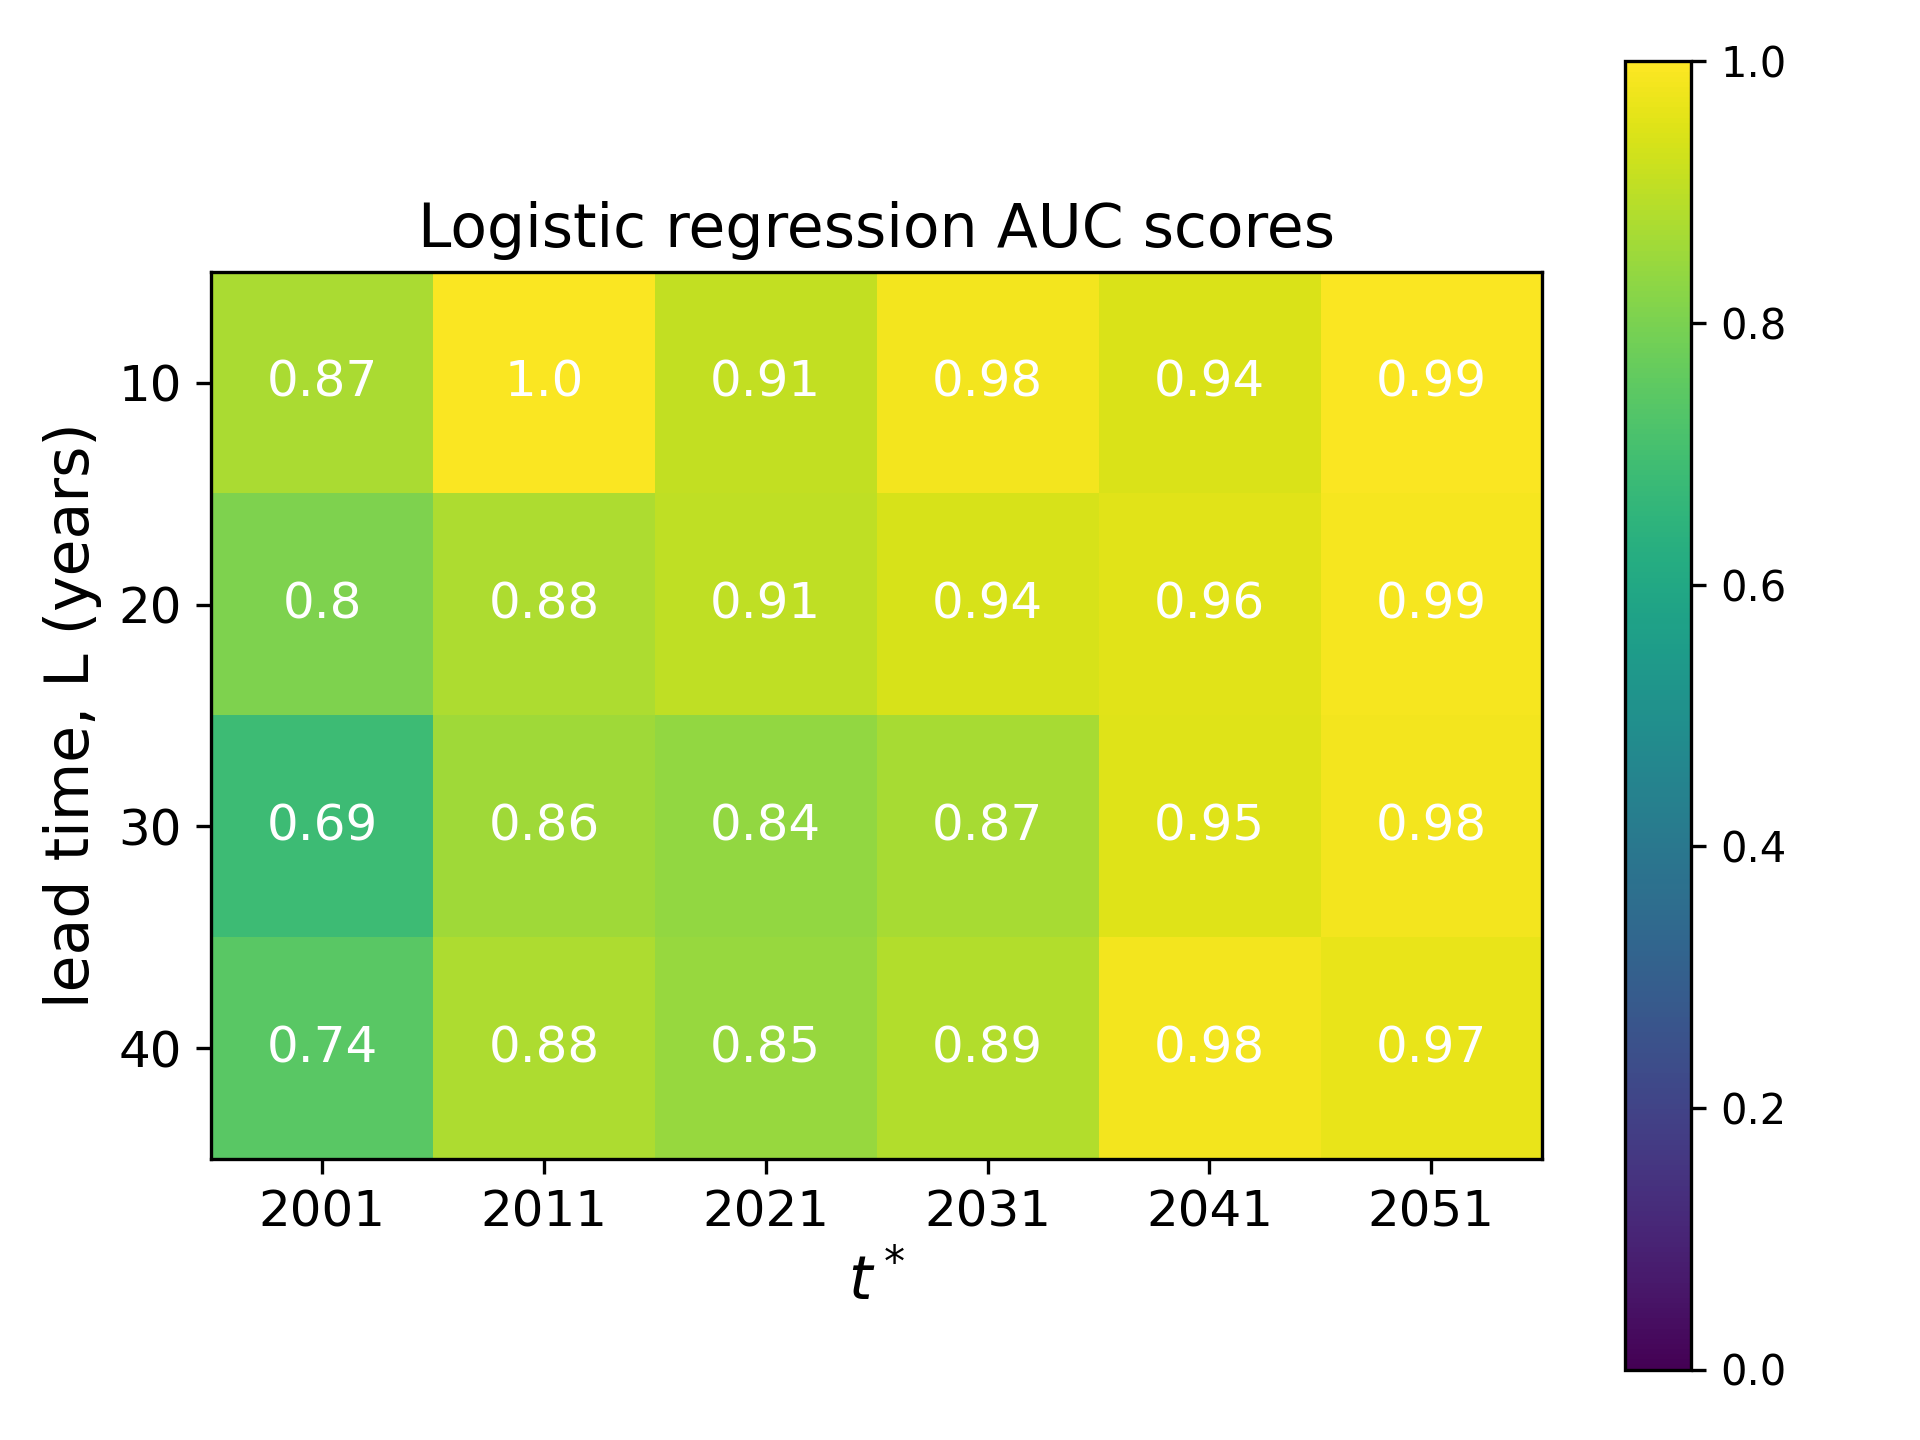 Logistic regression AUC scores
lead time, L (years)
10
0.87 1.0 0.91 0.98 0.94 0.99
20
0.8 0.88 0.91 0.94 0.96 0.99
30
0.69 0.86 0.84 0.87 0.95 0.98
40
0.74 0.88 0.85 0.89 0.98 0.97
2001 2011 2021 2031 2041 2051
t*
1.0
0.8
0.6
0.4
0.2
0.0